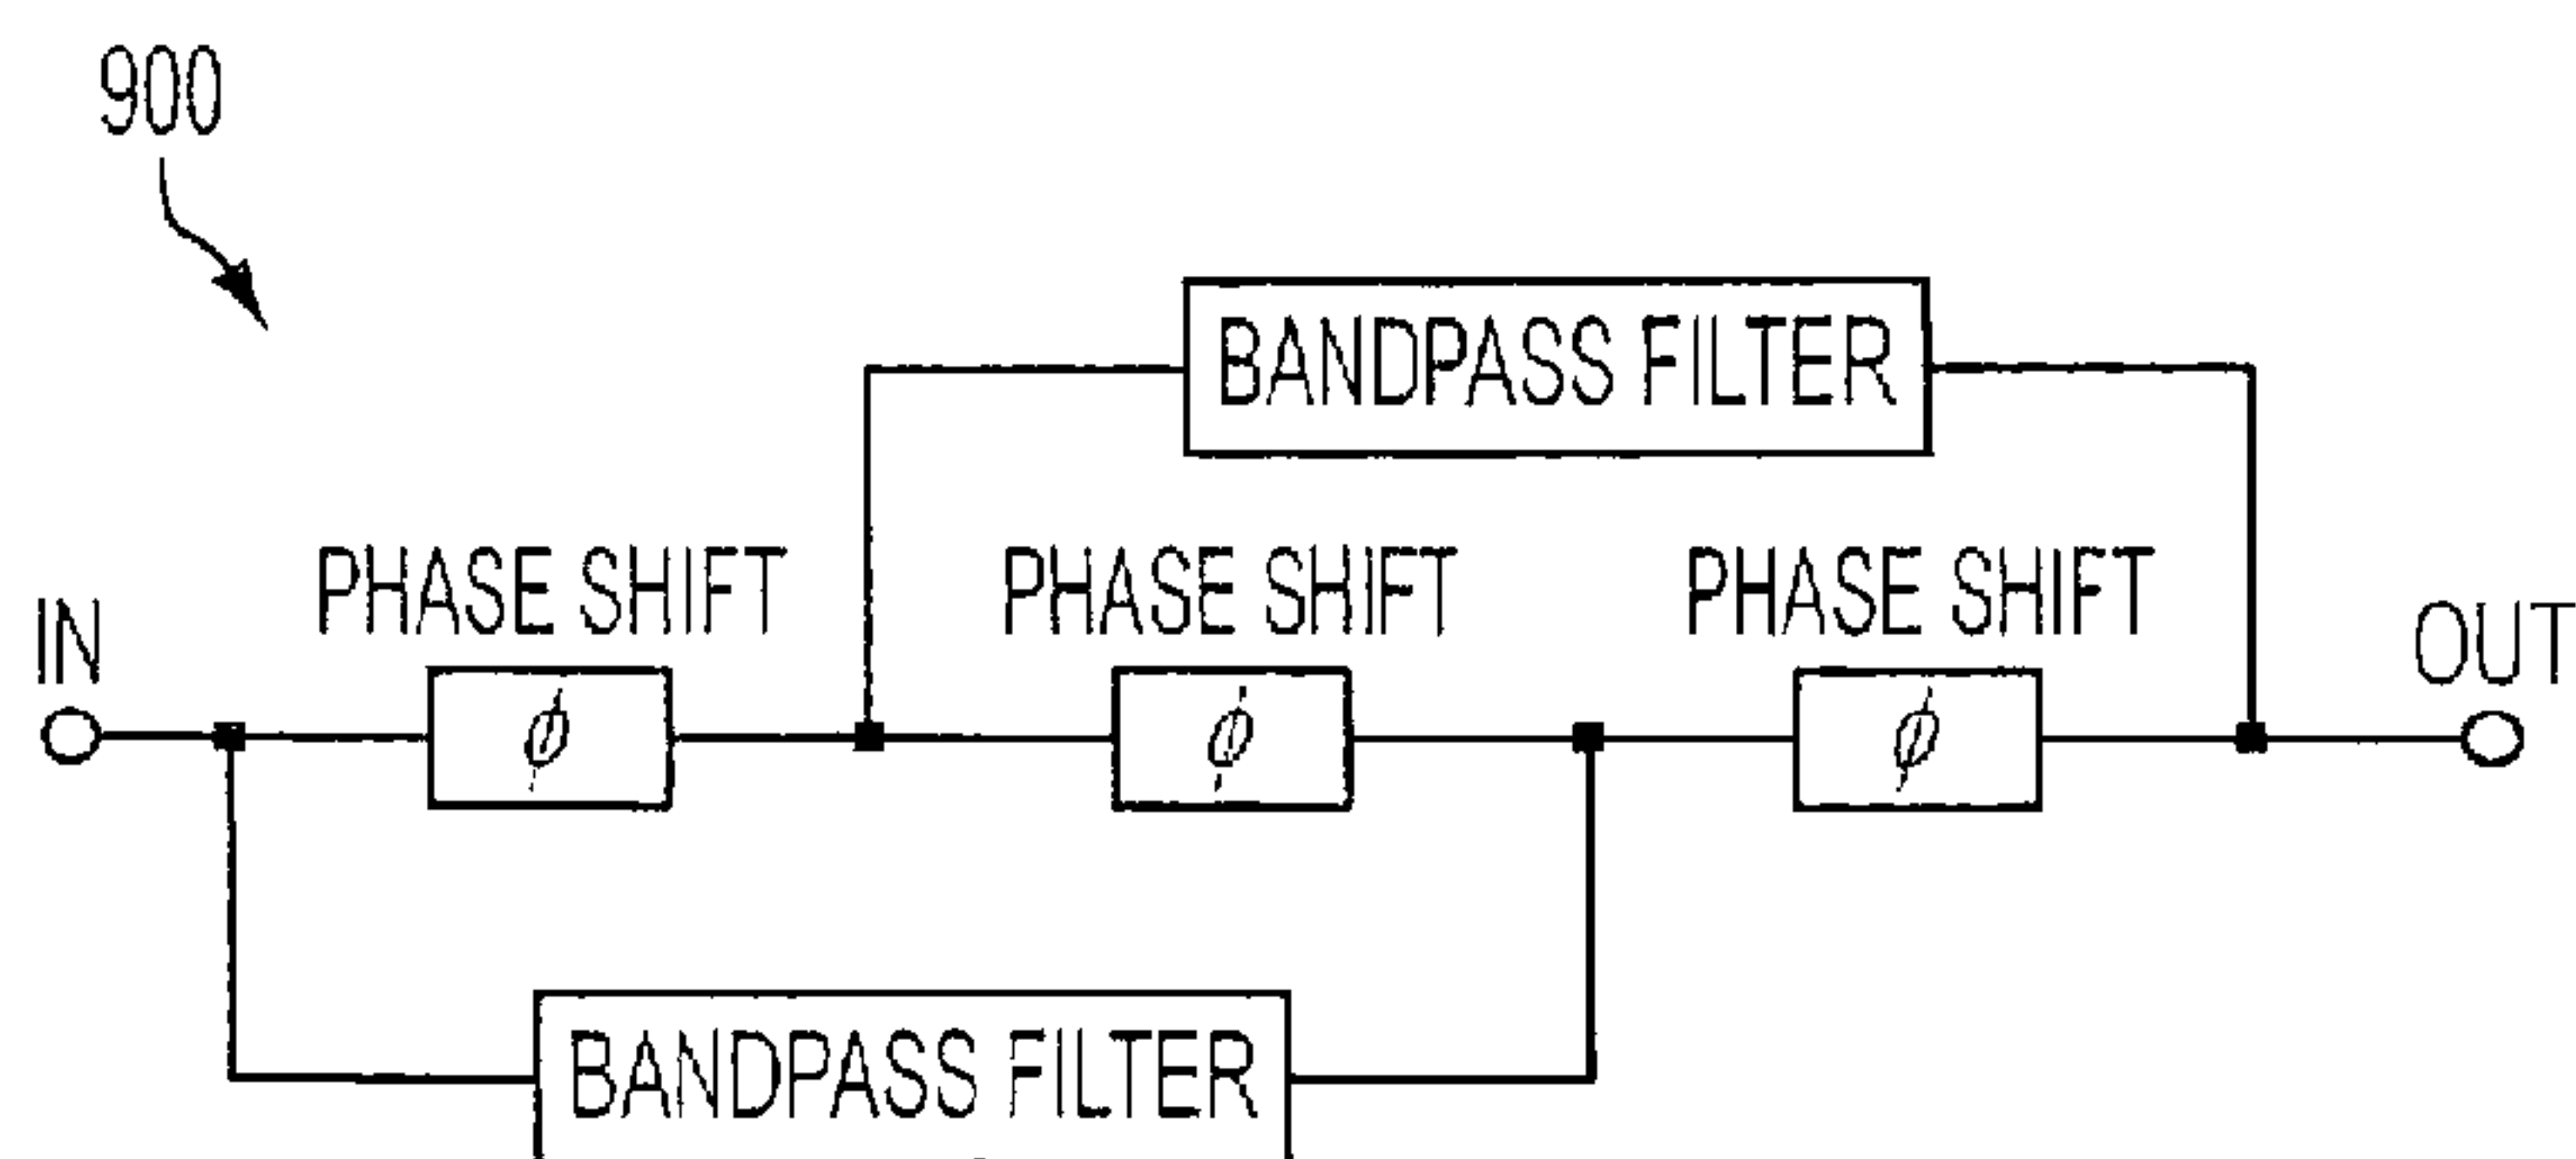 900
BANDPASS FILTER
PHASE SHIFT PHASE SHIFT PHASE SHIFT
IN OUT
ϕ ϕ ϕ
BANDPASS FILTER